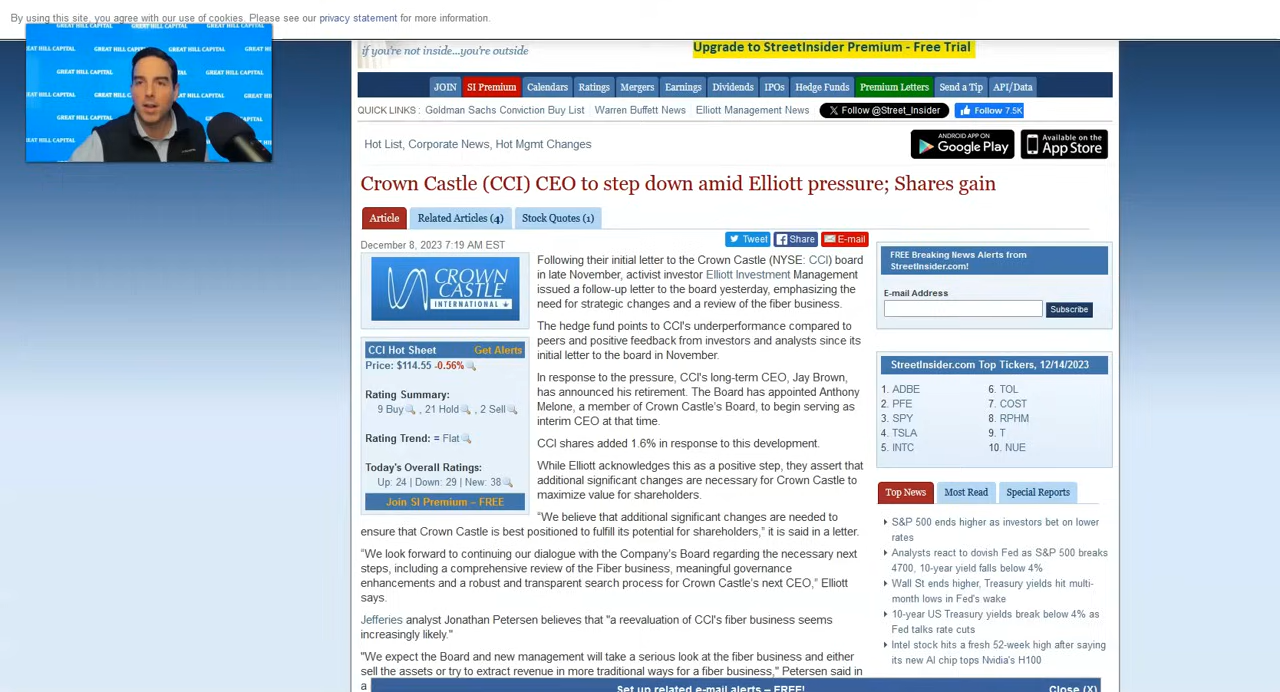 By using this site, you agree with our use of cookies. Please see our privacy statement for more information.
GREAT HILL CAPITAL
if you're not inside...you're outside
Upgrade to StreetInsider Premium - Free Trial
JOIN SI Premium Calendars Ratings Mergers Earnings Dividends IPOs Hedge Funds Premium Letters Send a Tip API/Data
QUICK LINKS: Goldman Sachs Conviction Buy List Warren Buffett News Elliott Management News Follow @Street_Insider Follow 7.5K
Hot List, Corporate News, Hot Mgmt Changes
ANDROID APP ON
Google Play
Available on the
App Store
Crown Castle (CCI) CEO to step down amid Elliott pressure; Shares gain
Article Related Articles (4) Stock Quotes (1)
December 8, 2023 7:19 AM EST
Tweet Share E-mail
CROWN
CASTLE
INTERNATIONAL
CCI Hot Sheet Get Alerts
Price: $114.55 -0.56%
Rating Summary:
9 Buy, 21 Hold, 2 Sell
Rating Trend: = Flat
Today's Overall Ratings:
Up: 24 | Down: 29 | New: 38
Join SI Premium – FREE
Following their initial letter to the Crown Castle (NYSE: CCI) board
in late November, activist investor Elliott Investment Management
issued a follow-up letter to the board yesterday, emphasizing the
need for strategic changes and a review of the fiber business.
The hedge fund points to CCI's underperformance compared to
peers and positive feedback from investors and analysts since its
initial letter to the board in November.
In response to the pressure, CCI's long-term CEO, Jay Brown,
has announced his retirement. The Board has appointed Anthony
Melone, a member of Crown Castle's Board, to begin serving as
interim CEO at that time.
CCI shares added 1.6% in response to this development.
While Elliott acknowledges this as a positive step, they assert that
additional significant changes are necessary for Crown Castle to
maximize value for shareholders.
“We believe that additional significant changes are needed to
ensure that Crown Castle is best positioned to fulfill its potential for shareholders,” it is said in a letter.
“We look forward to continuing our dialogue with the Company’s Board regarding the necessary next
steps, including a comprehensive review of the Fiber business, meaningful governance
enhancements and a robust and transparent search process for Crown Castle’s next CEO,” Elliott
says.
Jefferies analyst Jonathan Petersen believes that "a reevaluation of CCI's fiber business seems
increasingly likely."
"We expect the Board and new management will take a serious look at the fiber business and either
sell the assets or try to extract revenue in more traditional ways for a fiber business," Petersen said in
a
FREE Breaking News Alerts from
StreetInsider.com!
E-mail Address
Subscribe
StreetInsider.com Top Tickers, 12/14/2023
1. ADBE 6. TOL
2. PFE 7. COST
3. SPY 8. RPHM
4. TSLA 9. T
5. INTC 10. NUE
Top News Most Read Special Reports
S&P 500 ends higher as investors bet on lower
rates
Analysts react to dovish Fed as S&P 500 breaks
4700, 10-year yield falls below 4%
Wall St ends higher, Treasury yields hit multi-
month lows in Fed's wake
10-year US Treasury yields break below 4% as
Fed talks rate cuts
Intel stock hits a fresh 52-week high after saying
its new AI chip tops Nvidia's H100
Set up related e-mail alerts – FREE! Close (X)